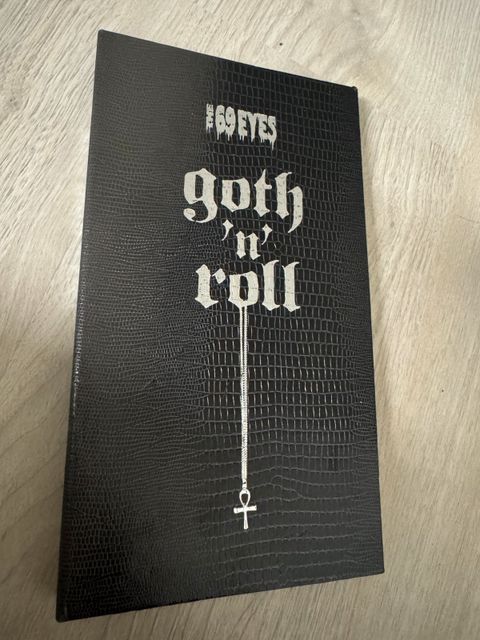 THE 69 EYES
goth
'n'
roll